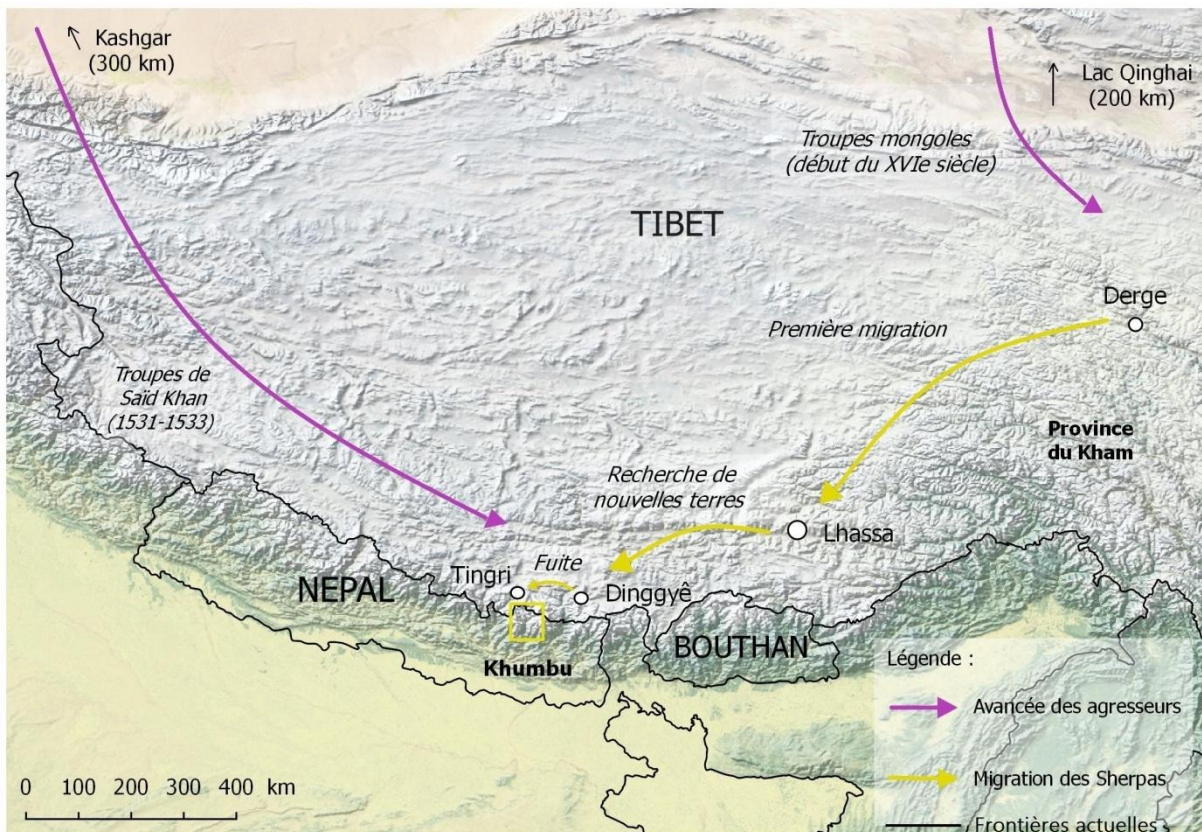 Kashgar
(300 km)
Lac Qinghai
(200 km)
Troupes mongoles
(début du XVIe siècle)
TIBET
Derge
Première migration
Troupes de
Saïd Khan
(1531-1533)
Province
du Kham
Recherche de
nouvelles terres
Lhassa
Fuite
Tingri
Dinggyê
NEPAL
BOUTHAN
Khumbu
Légende :
Avancée des agresseurs
Migration des Sherpas
Frontières actuelles
0 100 200 300 400 km